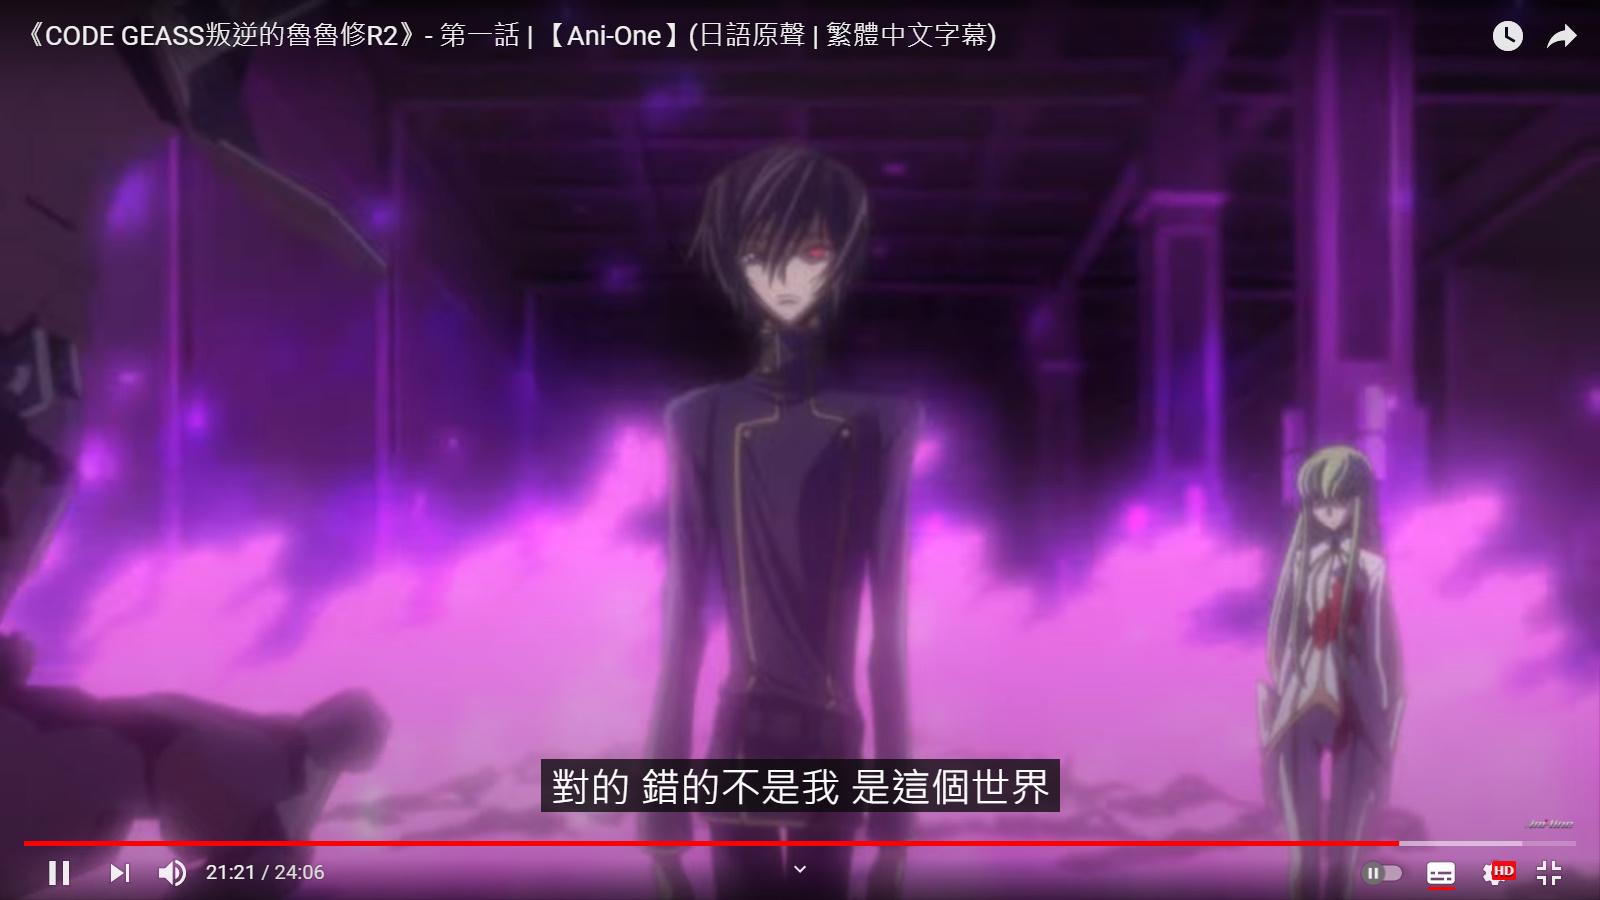 《CODE GEASS叛逆的魯魯修R2》- 第一話 | 【Ani-One】(日語原聲 | 繁體中文字幕)
對的 錯的不是我 是這個世界
21:21 / 24:06
HD